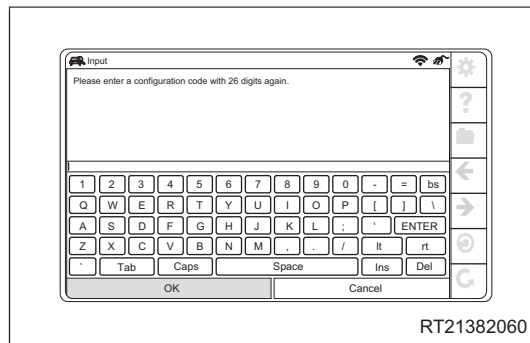 Input
Please enter a configuration code with 26 digits again.
?
1 2 3 4 5 6 7 8 9 0 - = bs
Q W E R T Y U I O P [ ] \
A S D F G H J K L ; ' ENTER
Z X C V B N M , . / lt rt
` Tab Caps Space Ins Del
OK Cancel
RT21382060